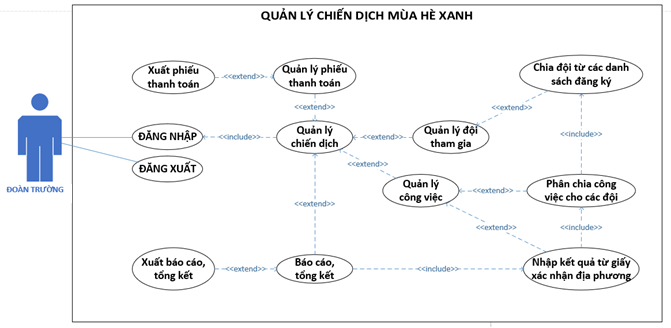 QUẢN LÝ CHIẾN DỊCH MÙA HÈ XANH
Xuất phiếu
thanh toán
<<extend>>
Quản lý phiếu
thanh toán
Chia đội từ các danh
sách đăng ký
<<extend>>
<<extend>>
ĐĂNG NHẬP
<<include>>
Quản lý
chiến dịch
<<extend>>
Quản lý đội
tham gia
<<include>>
ĐOÀN TRƯỜNG
ĐĂNG XUẤT
<<extend>>
Quản lý
công việc
<<extend>>
Phân chia công
việc cho các đội
<<extend>>
<<extend>>
<<include>>
Xuất báo cáo,
tổng kết
<<extend>>
Báo cáo,
tổng kết
<<include>>
Nhập kết quả từ giấy
xác nhận địa phương